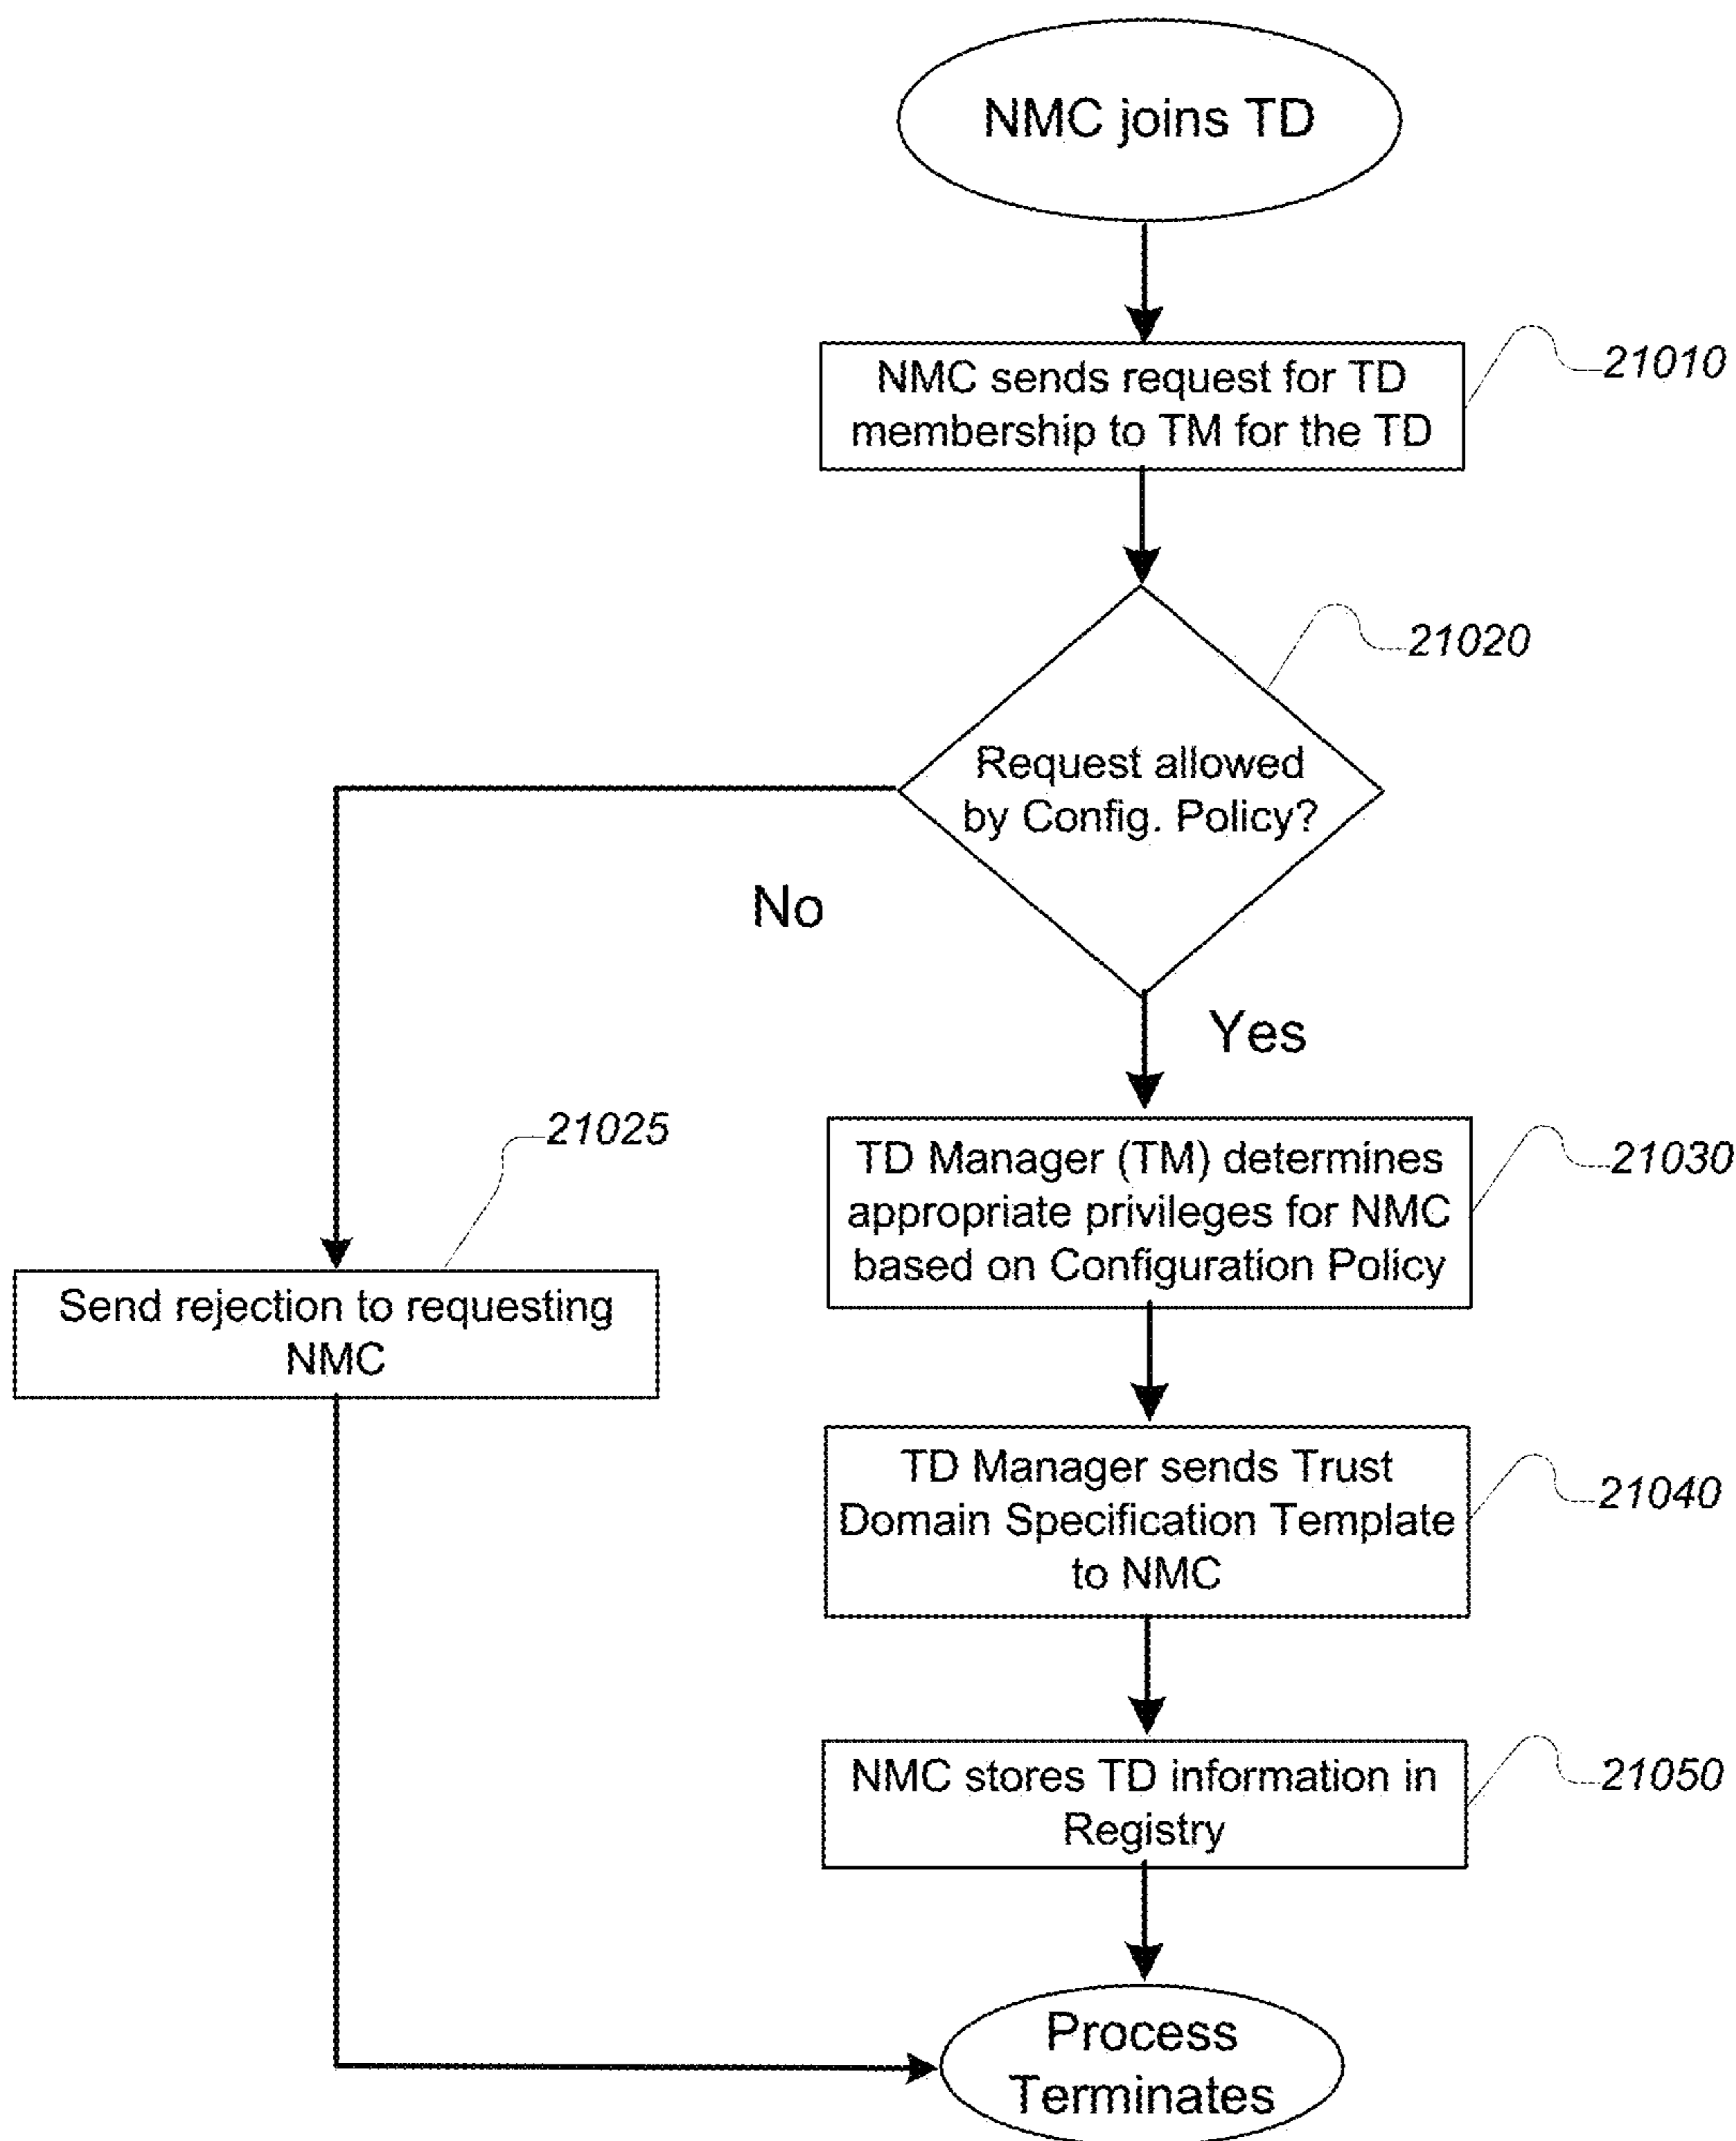 NMC joins TD
NMC sends request for TD
membership to TM for the TD
21010
21020
Request allowed
by Config. Policy?
No
Yes
21025
Send rejection to requesting
NMC
TD Manager (TM) determines
appropriate privileges for NMC
based on Configuration Policy
21030
TD Manager sends Trust
Domain Specification Template
to NMC
21040
NMC stores TD information in
Registry
21050
Process
Terminates